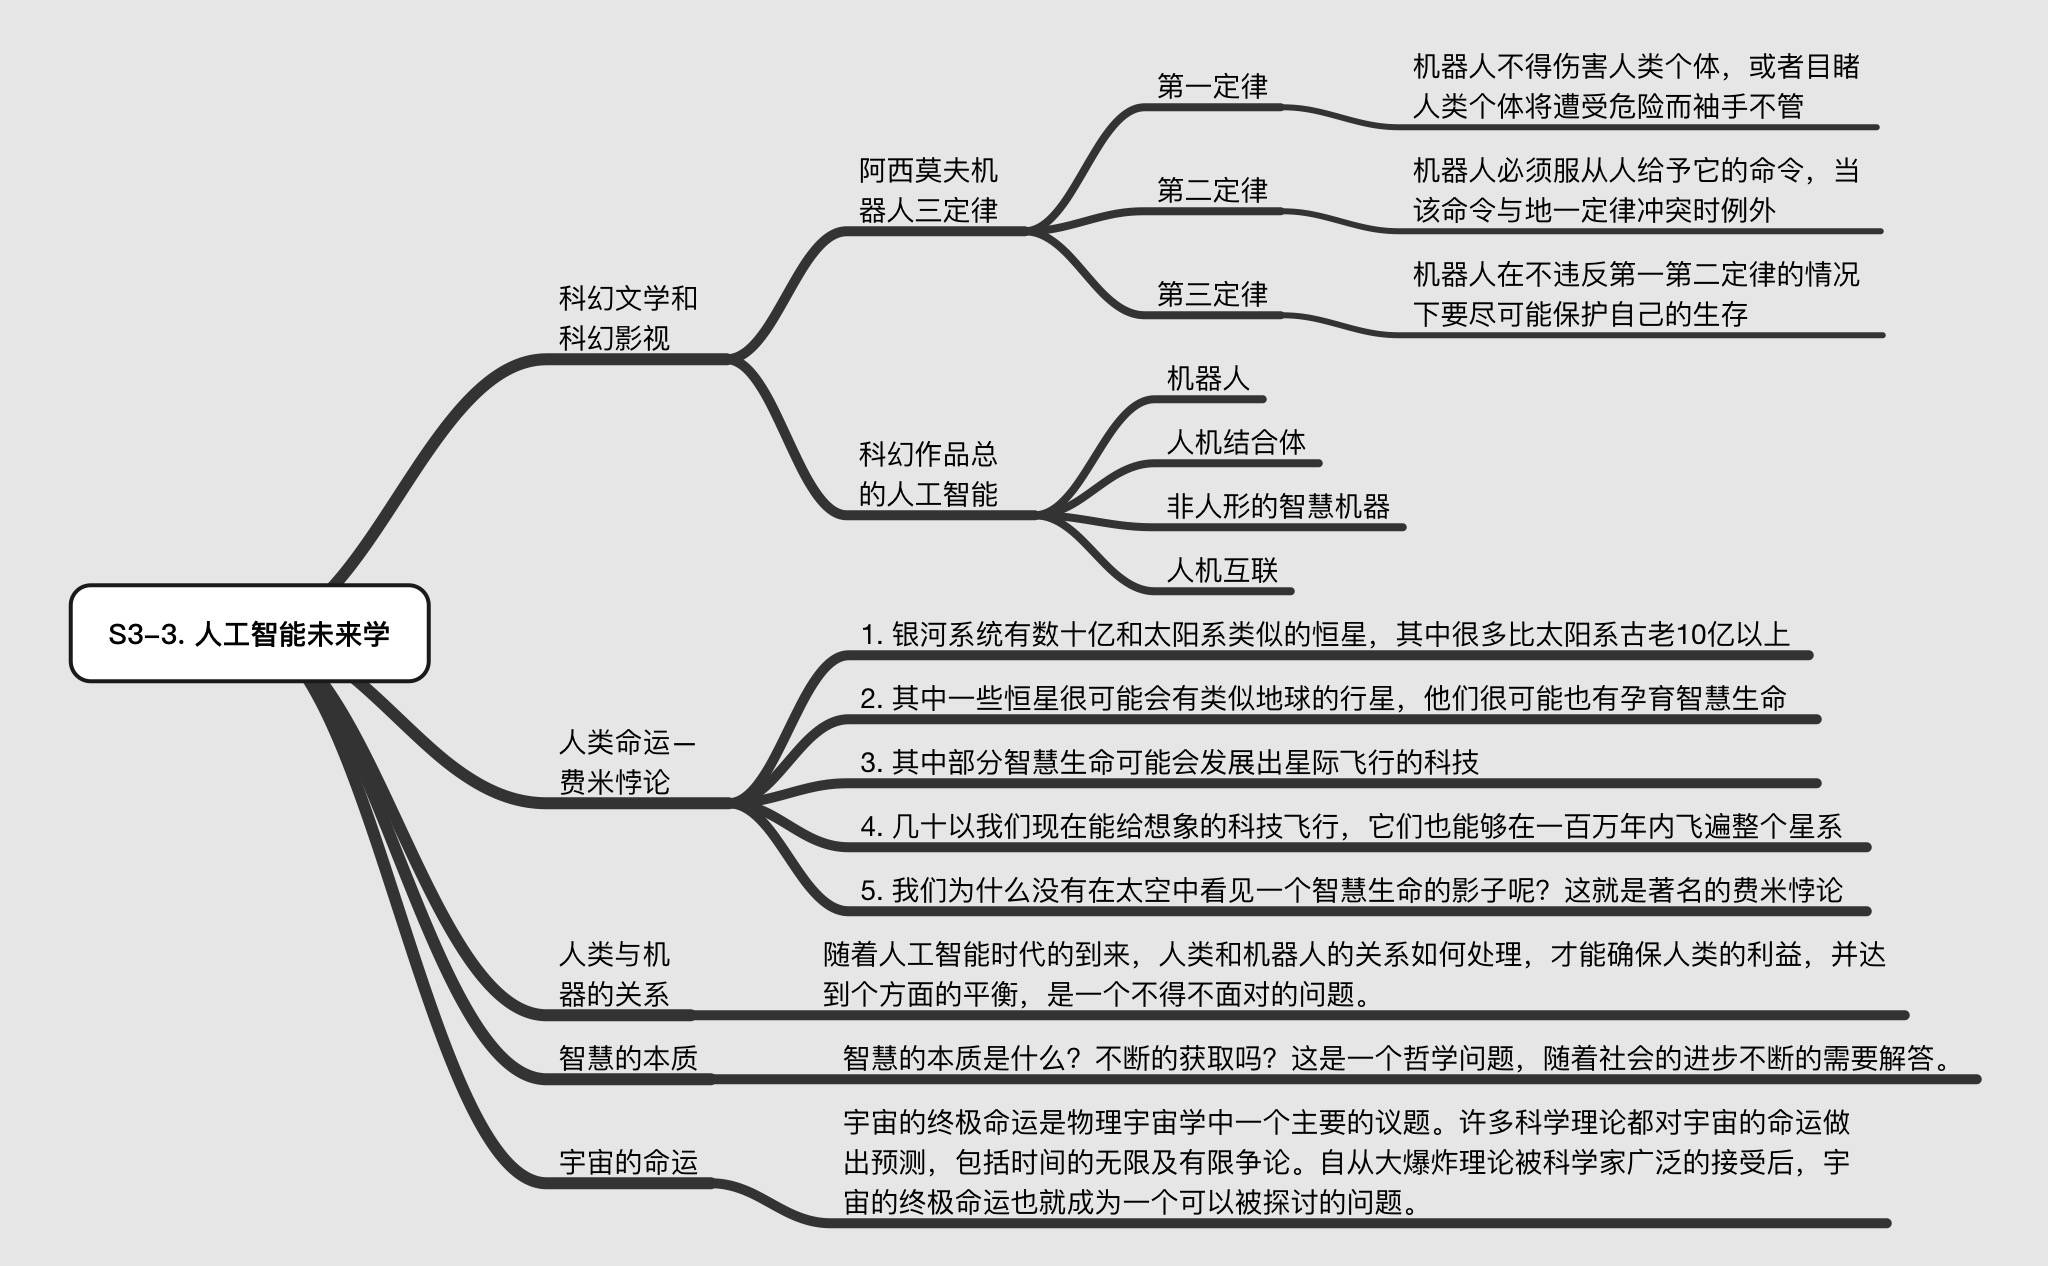 S3-3. 人工智能未来学
科幻文学和
科幻影视
阿西莫夫机
器人三定律
第一定律
机器人不得伤害人类个体，或者目睹
人类个体将遭受危险而袖手不管
第二定律
机器人必须服从人给予它的命令，当
该命令与地一定律冲突时例外
第三定律
机器人在不违反第一第二定律的情况
下要尽可能保护自己的生存
科幻作品总
的人工智能
机器人
人机结合体
非人形的智慧机器
人机互联
人类命运—
费米悖论
1. 银河系统有数十亿和太阳系类似的恒星，其中很多比太阳系古老10亿以上
2. 其中一些恒星很可能会有类似地球的行星，他们很可能也有孕育智慧生命
3. 其中部分智慧生命可能会发展出星际飞行的科技
4. 几十以我们现在能给想象的科技飞行，它们也能够在一百万年内飞遍整个星系
5. 我们为什么没有在太空中看见一个智慧生命的影子呢？这就是著名的费米悖论
人类与机
器的关系
随着人工智能时代的到来，人类和机器人的关系如何处理，才能确保人类的利益，并达
到个方面的平衡，是一个不得不面对的问题。
智慧的本质
智慧的本质是什么？不断的获取吗？这是一个哲学问题，随着社会的进步不断的需要解答。
宇宙的命运
宇宙的终极命运是物理宇宙学中一个主要的议题。许多科学理论都对宇宙的命运做
出预测，包括时间的无限及有限争论。自从大爆炸理论被科学家广泛的接受后，宇
宙的终极命运也就成为一个可以被探讨的问题。